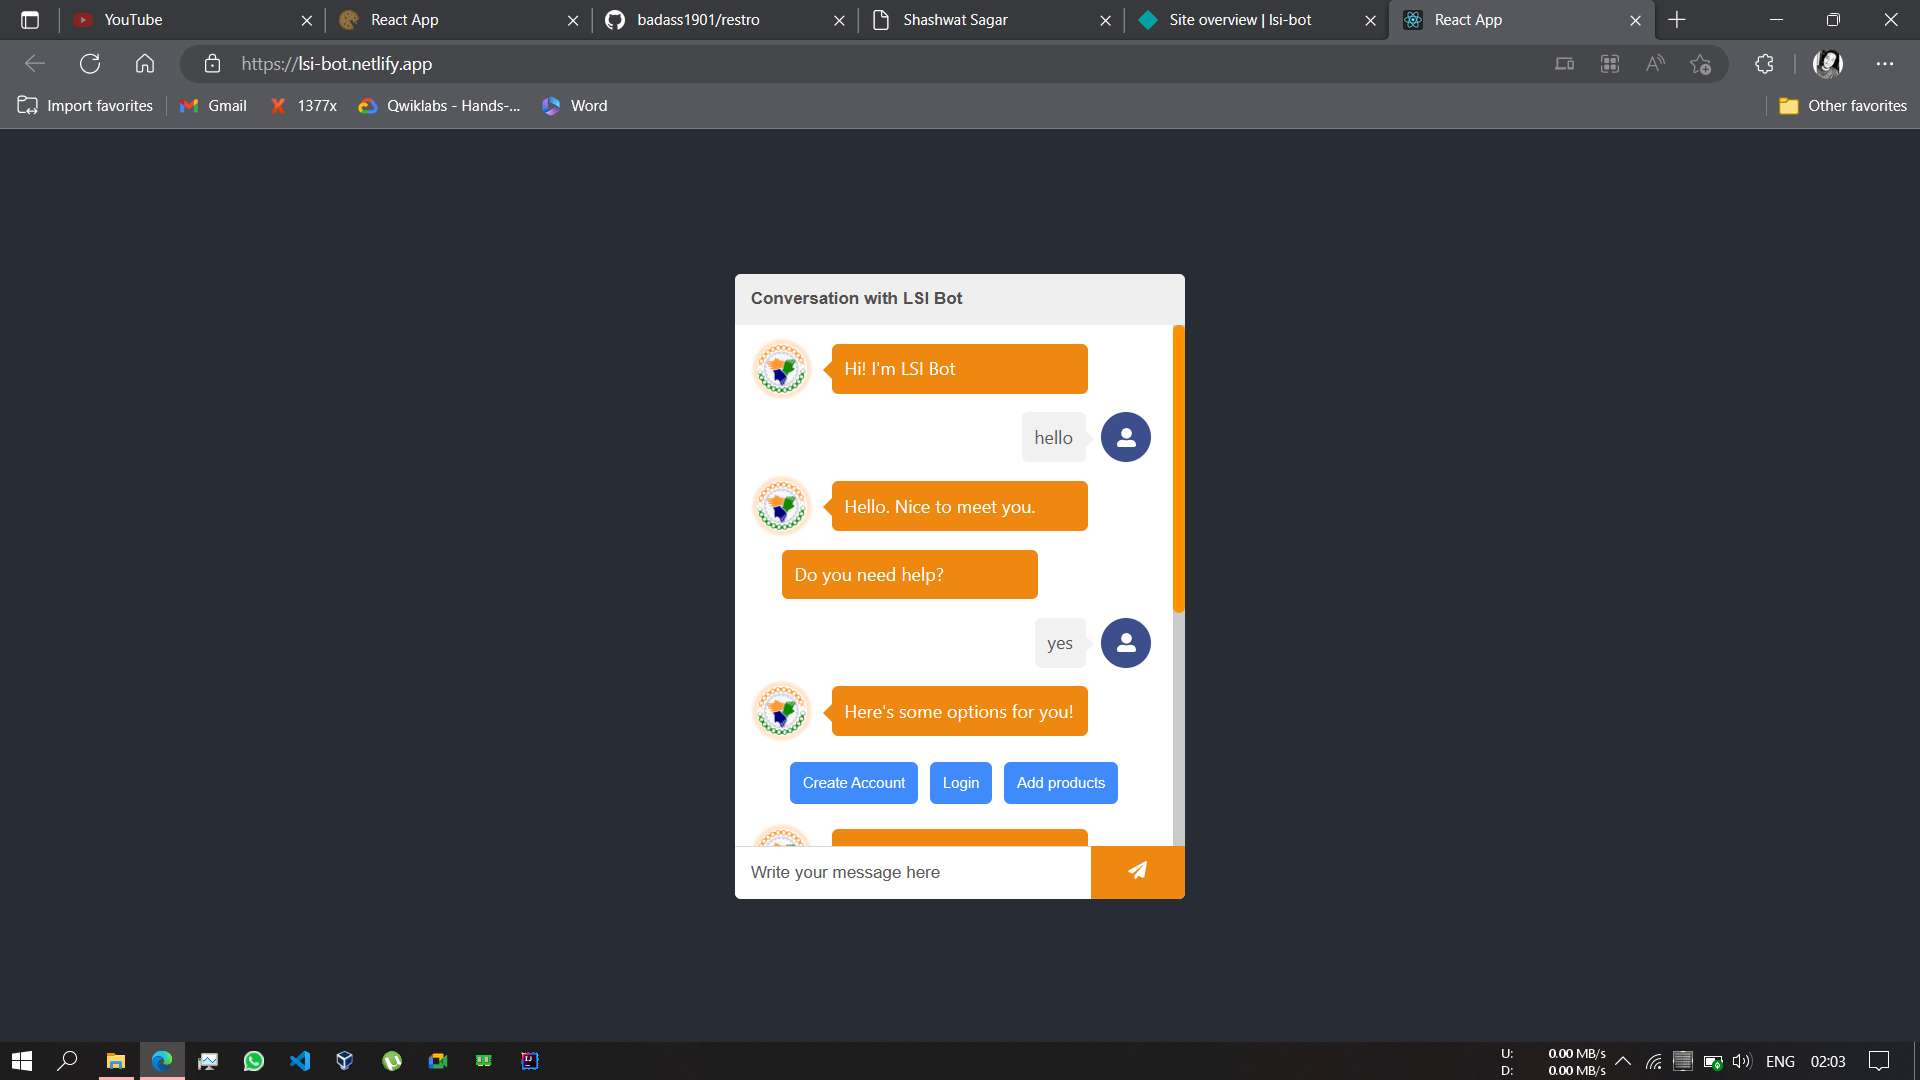 YouTube
React App
badass1901/restro
Shashwat Sagar
Site overview | lsi-bot
React App
https://lsi-bot.netlify.app
Import favorites
Gmail
1377x
Qwiklabs - Hands-...
Word
Other favorites
Conversation with LSI Bot
Hi! I'm LSI Bot
hello
Hello. Nice to meet you.
Do you need help?
yes
Here's some options for you!
Create Account
Login
Add products
Write your message here
U: 0.00 MB/s
D: 0.00 MB/s
ENG
02:03